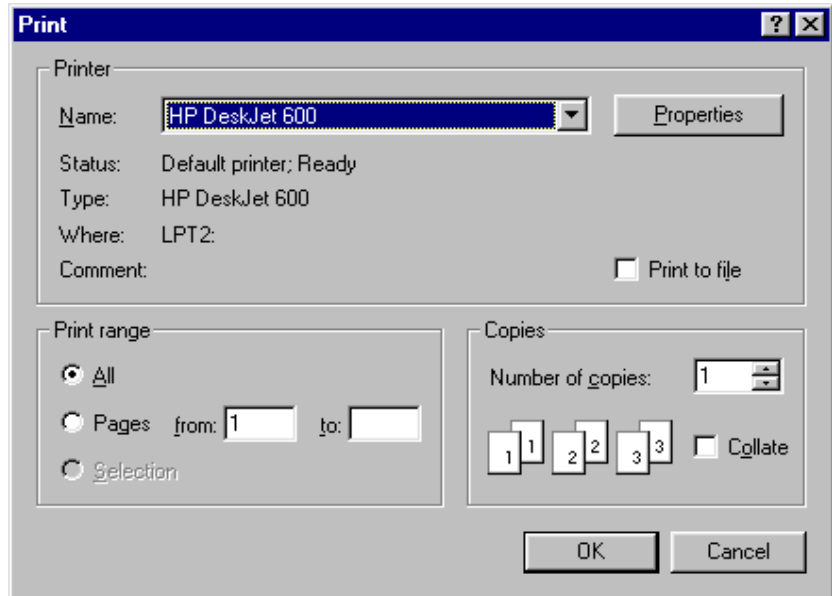 Print
Printer
Name: HP DeskJet 600 Properties
Status: Default printer; Ready
Type: HP DeskJet 600
Where: LPT2:
Comment: Print to file
Print range
All
Pages from: 1 to:
Selection
Copies
Number of copies: 1
1 1 2 2 3 3 Collate
OK Cancel